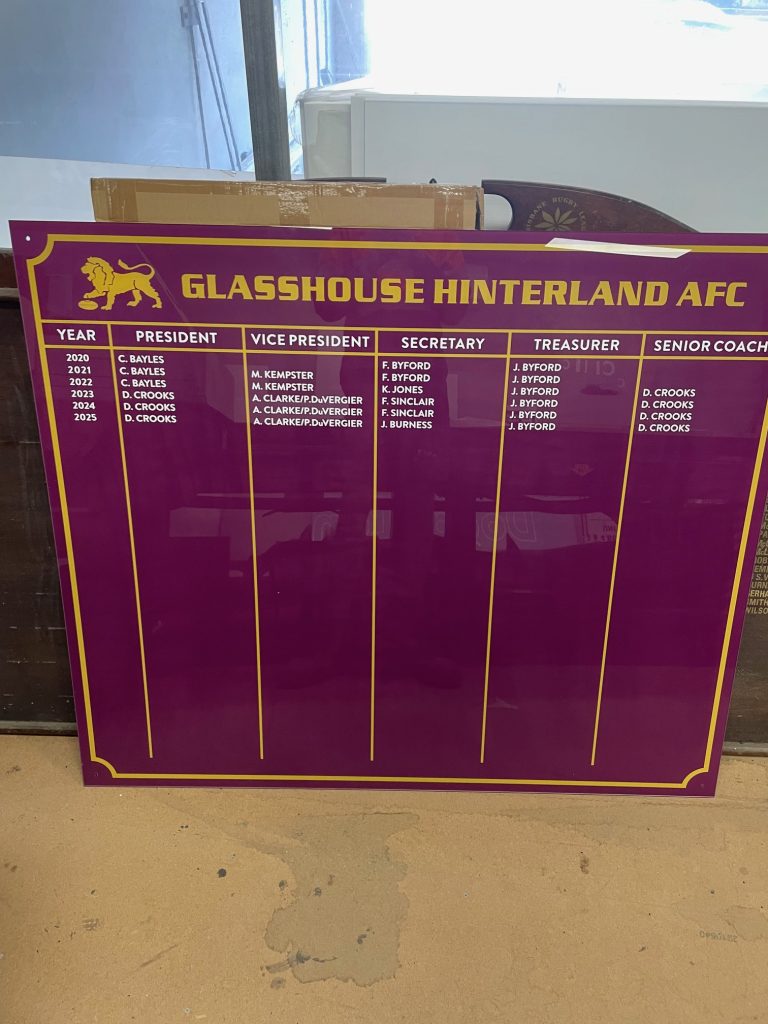 GLASSHOUSE HINTERLAND AFC
YEAR PRESIDENT VICE PRESIDENT SECRETARY TREASURER SENIOR COACH
2020 C. BAYLES F. BYFORD J. BYFORD
2021 C. BAYLES M. KEMPSTER F. BYFORD J. BYFORD
2022 C. BAYLES M. KEMPSTER K. JONES J. BYFORD D. CROOKS
2023 D. CROOKS A. CLARKE/P.DuVERGIER F. SINCLAIR J. BYFORD D. CROOKS
2024 D. CROOKS A. CLARKE/P.DuVERGIER F. SINCLAIR J. BYFORD D. CROOKS
2025 D. CROOKS A. CLARKE/P.DuVERGIER J. BURNESS J. BYFORD D. CROOKS